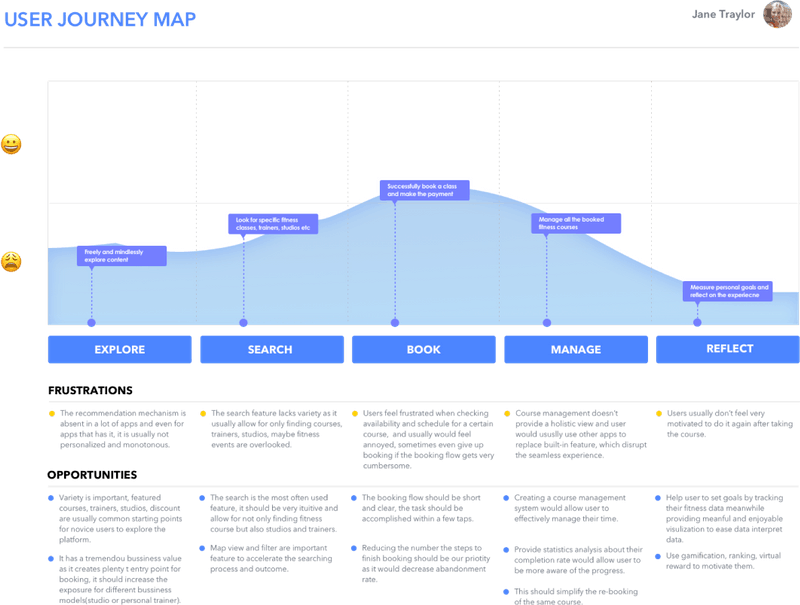 USER JOURNEY MAP
Jane Traylor
Freely and mindlessly
explore content
Look for specific fitness
classes, trainers, studios etc
Successfully book a class
and make the payment
Manage all the booked
fitness courses
Measure personal goals and
reflect on the experiecne
EXPLORE
SEARCH
BOOK
MANAGE
REFLECT
FRUSTRATIONS
The recommendation mechanism is
absent in a lot of apps and even for
apps that has it, it is usually not
personalized and monotonous.
The search feature lacks variety as it
usually allow for only finding courses,
trainers, studios, maybe fitness
events are overlooked.
Users feel frustrated when checking
availability and schedule for a certain
course,  and usually would feel
annoyed, sometimes even give up
booking if the booking flow gets very
cumbersome.
Course management doesn't
provide a holistic view and user
would ususlly use other apps to
replace built-in feature, which disrupt
the seamless experience.
Users usually don't feel very
motivated to do it again after taking
the course.
OPPORTUNITIES
Variety is important, featured
courses, trainers, studios, discount
are usually common starting points
for novice users to explore the
platform.
It has a tremendou bussiness value
as it creates plenty t entry point for
booking, it should increase the
exposure for different bussiness
models(studio or personal trainer).
The search is the most often used
feature, it should be very ituitive and
allow for not only finding fitness
course but also studios and trainers.
Map view and filter are important
feature to accelerate the searching
process and outcome.
The booking flow should be short
and clear, the task should be
accomplished within a few taps.
Reducing the number the steps to
finish booking should be our priotity
as it would decrease abandonment
rate.
Creating a course management
system would allow user to
effectively manage their time.
Provide statistics analysis about their
completion rate would allow user to
be more aware of the progress.
This should simplify the re-booking
of the same course.
Help user to set goals by tracking
their fitness data meanwhile
providing meanful and enjoyable
visulization to ease data interpret
data.
Use gamification, ranking, virtual
reward to motivate them.